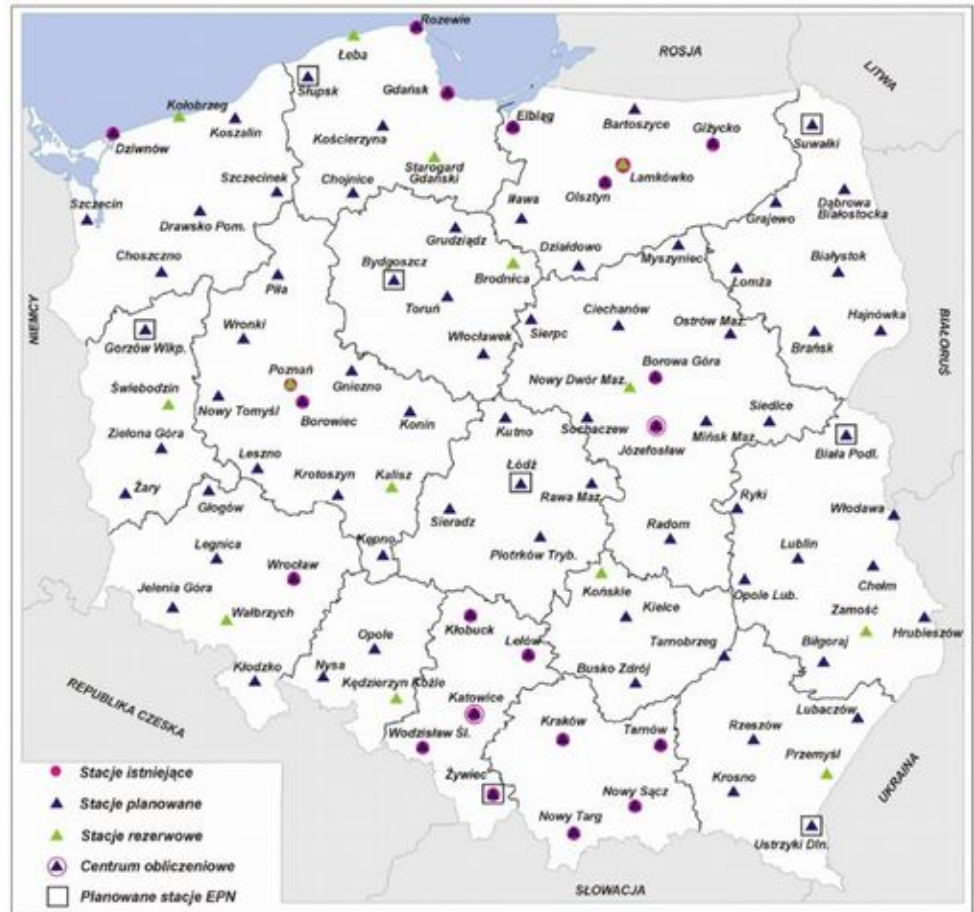 Rozewie
Łeba
ROSJA
LITWA
Słupsk
Gdańsk
Kołobrzeg
Koszalin
Kościerzyna
Elbląg
Bartoszyce
Giżycko
Suwałki
Dziwnów
Starogard
Gdański
Lamkówko
Szczecinek
Chojnice
Olsztyn
Szczecin
Iława
Grajewo
Dąbrowa
Białostocka
Drawsko Pom.
Grudziądz
Działdowo
Myszyniec
Choszczno
Bydgoszcz
Brodnica
Łomża
Białystok
Piła
NIEMCY
Toruń
Ciechanów
Hajnówka
BIAŁORUŚ
Wronki
Sierpc
Ostrów Maz.
Gorzów Wlkp.
Włocławek
Brańsk
Poznań
Gniezno
Borowa Góra
Świebodzin
Nowy Dwór Maz.
Nowy Tomyśl
Borowiec
Konin
Siedlce
Zielona Góra
Kutno
Sochaczew
Mińsk Maz.
Józefosław
Biała Podl.
Leszno
Łódź
Krotoszyn
Kalisz
Żary
Rawa Maz.
Ryki
Głogów
Sieradz
Włodawa
Radom
Legnica
Kępno
Piotrków Tryb.
Lublin
Wrocław
Jelenia Góra
Końskie
Chełm
Opole Lub.
Wałbrzych
Kielce
Zamość
Kłobuck
Hrubieszów
Opole
Lelów
Tarnobrzeg
Biłgoraj
Kłodzko
Nysa
Busko Zdrój
Kędzierzyn Koźle
REPUBLIKA CZESKA
Katowice
Lubaczów
Kraków
Tarnów
Rzeszów
Wodzisław Śl.
Przemyśl
Żywiec
Krosno
UKRAINA
Nowy Sącz
Nowy Targ
Ustrzyki Dln.
SŁOWACJA
Stacje istniejące
Stacje planowane
Stacje rezerwowe
Centrum obliczeniowe
Planowane stacje EPN